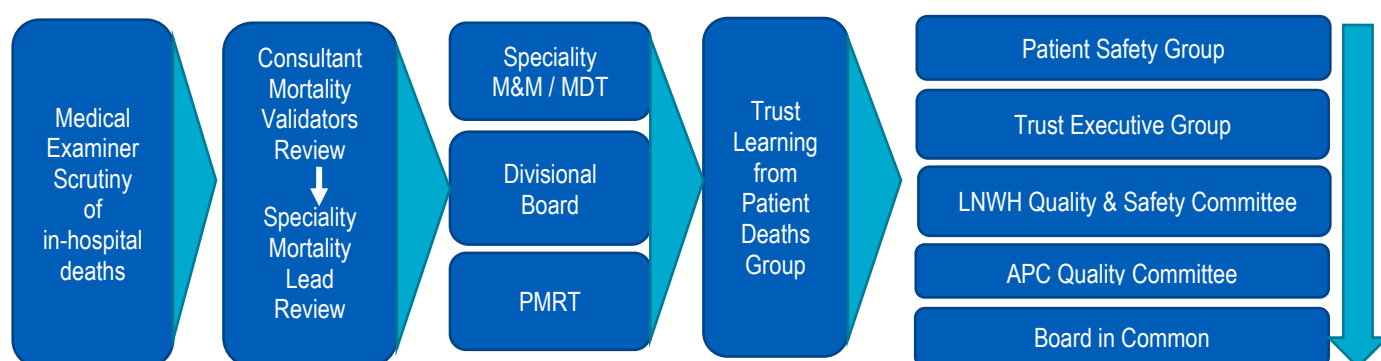 Medical
Examiner
Scrutiny
of
in-hospital
deaths
Consultant
Mortality
Validators
Review
Speciality
Mortality
Lead
Review
Speciality
M&M / MDT
Divisional
Board
PMRT
Trust
Learning
from
Patient
Deaths
Group
Patient Safety Group
Trust Executive Group
LNWH Quality & Safety Committee
APC Quality Committee
Board in Common